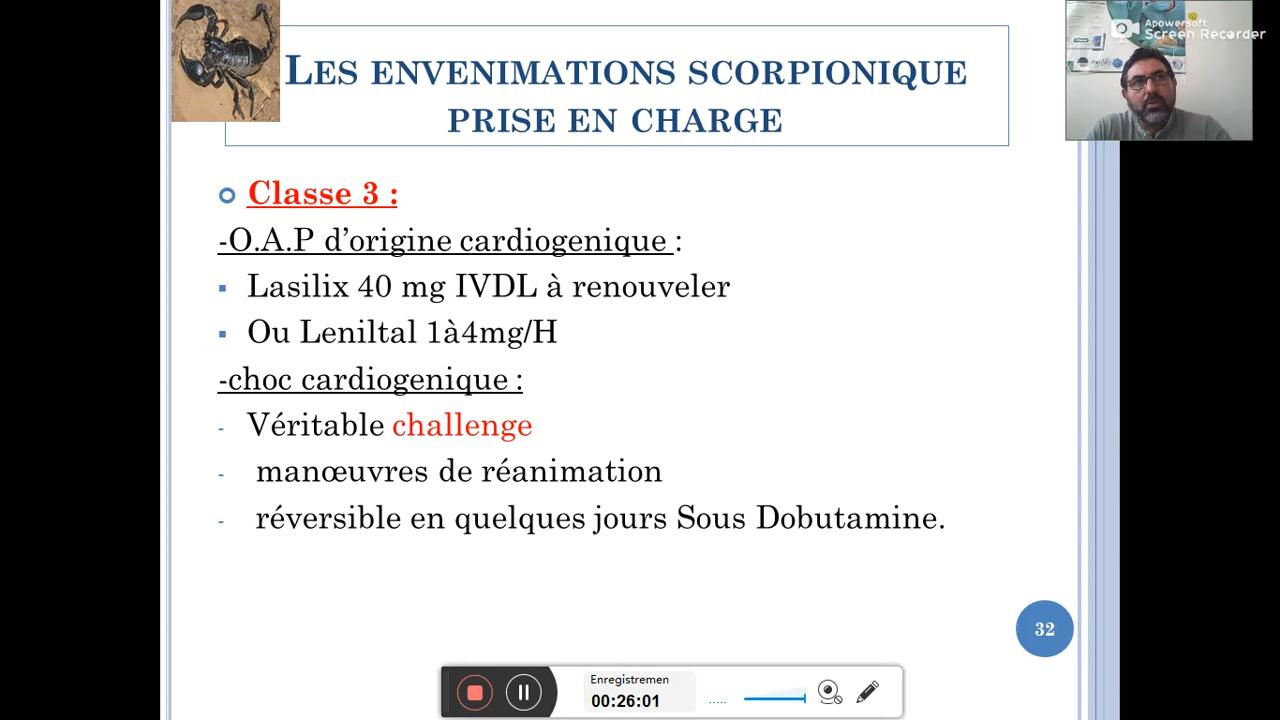 LES ENVENIMATIONS SCORPIONIQUE
PRISE EN CHARGE
Apowersoft
Screen Recorder
Classe 3 :
-O.A.P d’origine cardiogenique :
Lasilix 40 mg IVDL à renouveler
Ou Leniltal 1à4mg/H
-choc cardiogenique :
- Véritable challenge
- manœuvres de réanimation
- réversible en quelques jours Sous Dobutamine.
32
Enregistremen
00:26:01